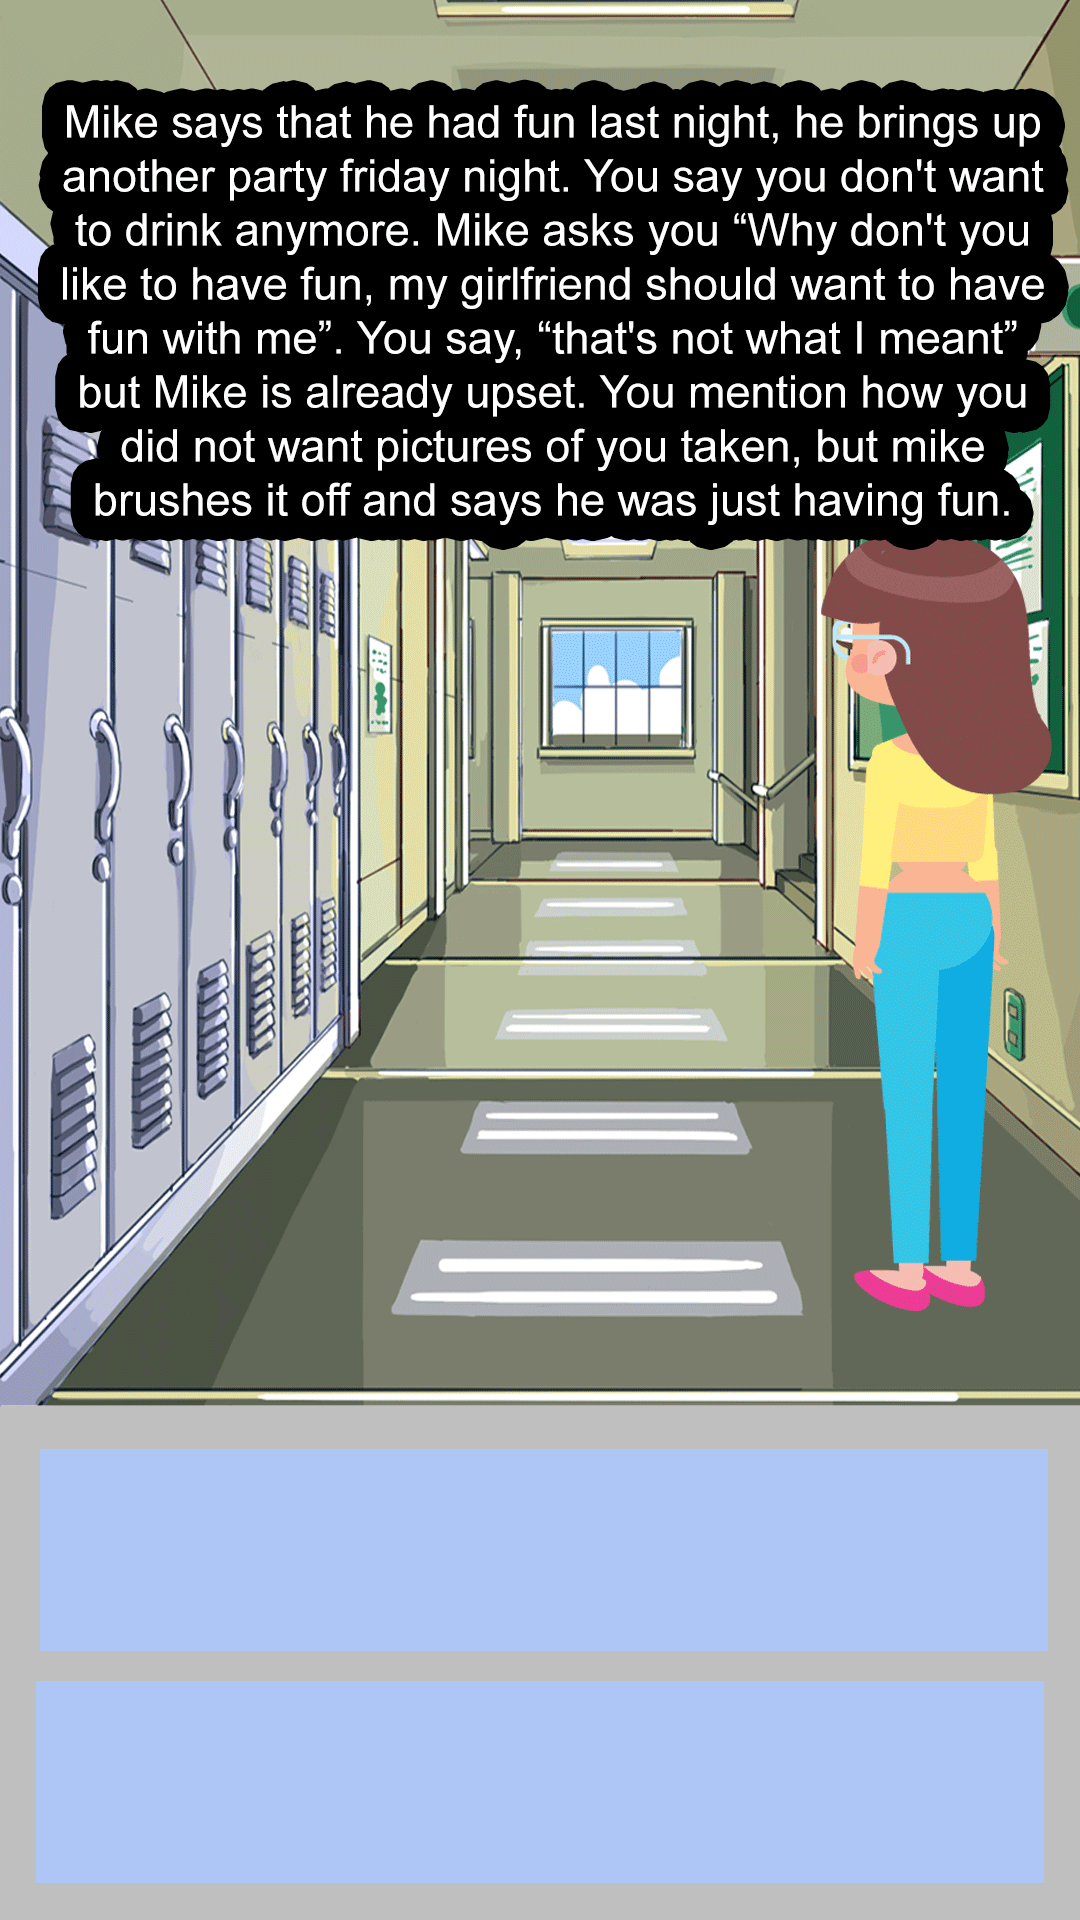 Mike says that he had fun last night, he brings up
another party friday night. You say you don't want
to drink anymore. Mike asks you “Why don't you
like to have fun, my girlfriend should want to have
fun with me”. You say, “that's not what I meant”
but Mike is already upset. You mention how you
did not want pictures of you taken, but mike
brushes it off and says he was just having fun.